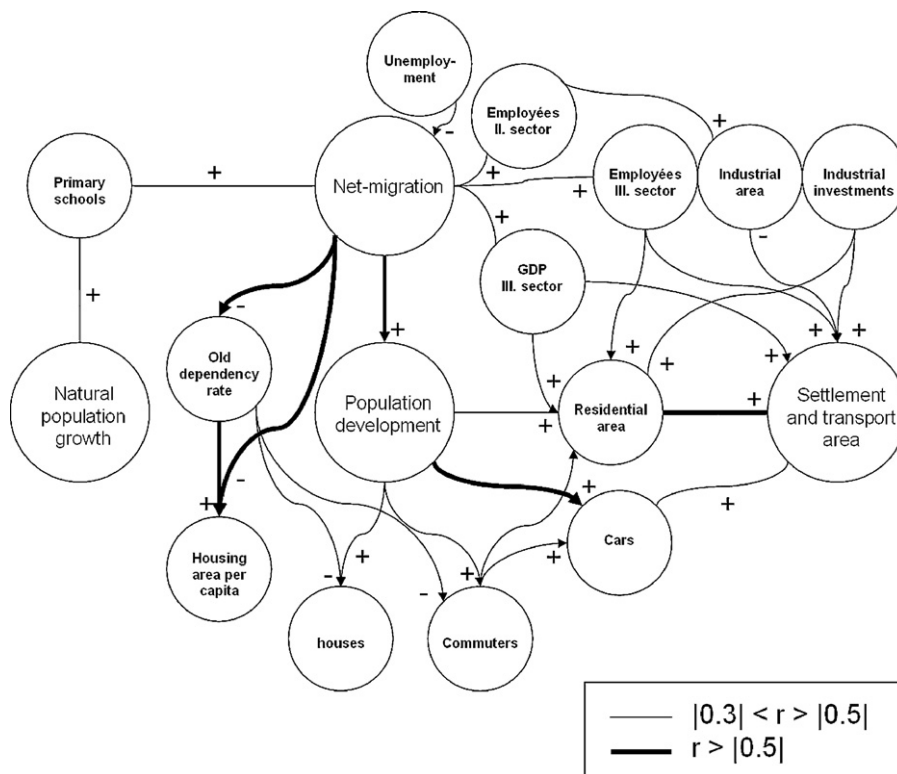 Unemploy-
ment
-
Employées
II. sector
+
+
Primary
schools
+
Net-migration
+
Employées
III. sector
Industrial
area
Industrial
investments
+
-
GDP
III. sector
+
-
+
+
+
+
+
+
Old
dependency
rate
Natural
population
growth
Population
development
+
+
Residential
area
+
Settlement
and transport
area
-
+
+
+
Cars
Housing
area per
capita
-
+
+
+
-
houses
Commuters
|0.3| < r > |0.5|
r > |0.5|